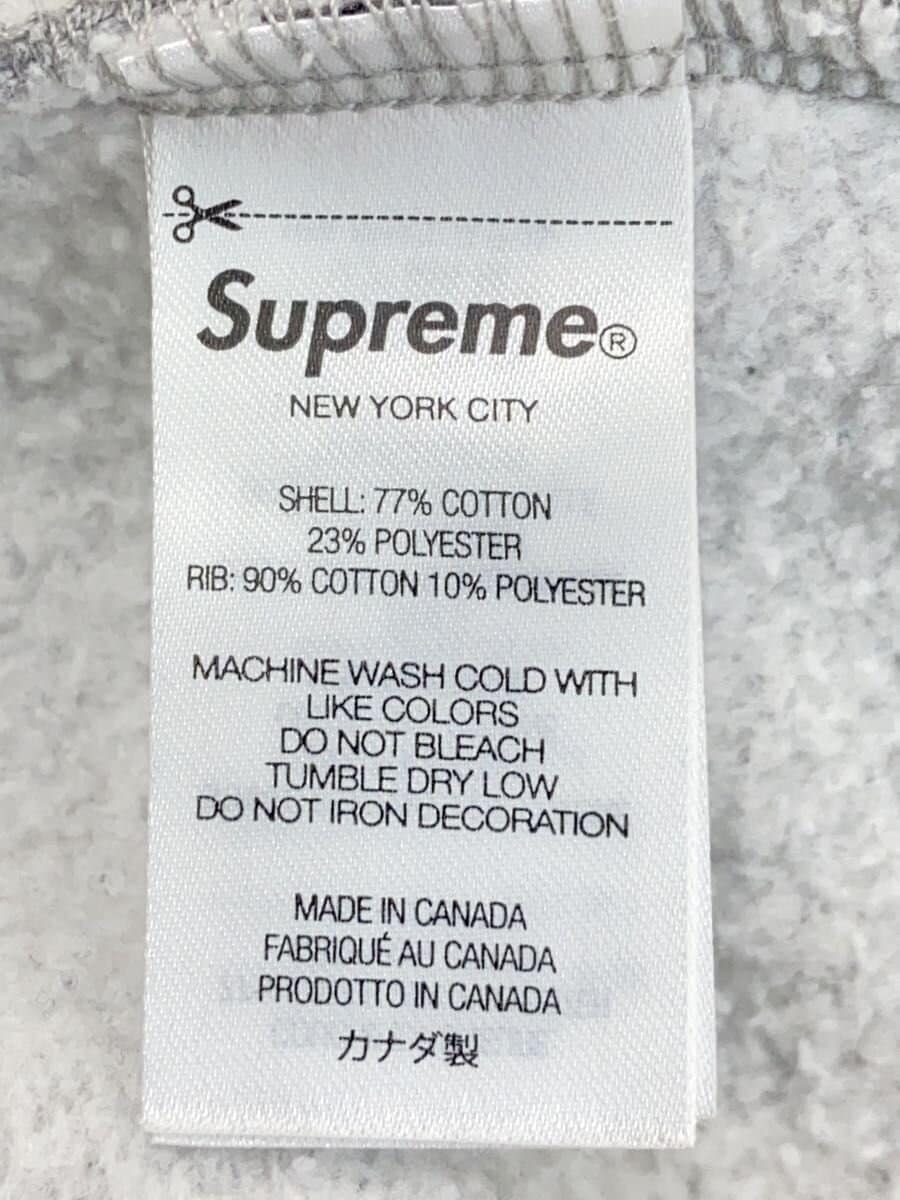 Supreme®
NEW YORK CITY
SHELL: 77% COTTON
23% POLYESTER
RIB: 90% COTTON 10% POLYESTER
MACHINE WASH COLD WITH
LIKE COLORS
DO NOT BLEACH
TUMBLE DRY LOW
DO NOT IRON DECORATION
MADE IN CANADA
FABRIQUÉ AU CANADA
PRODOTTO IN CANADA
カナダ製